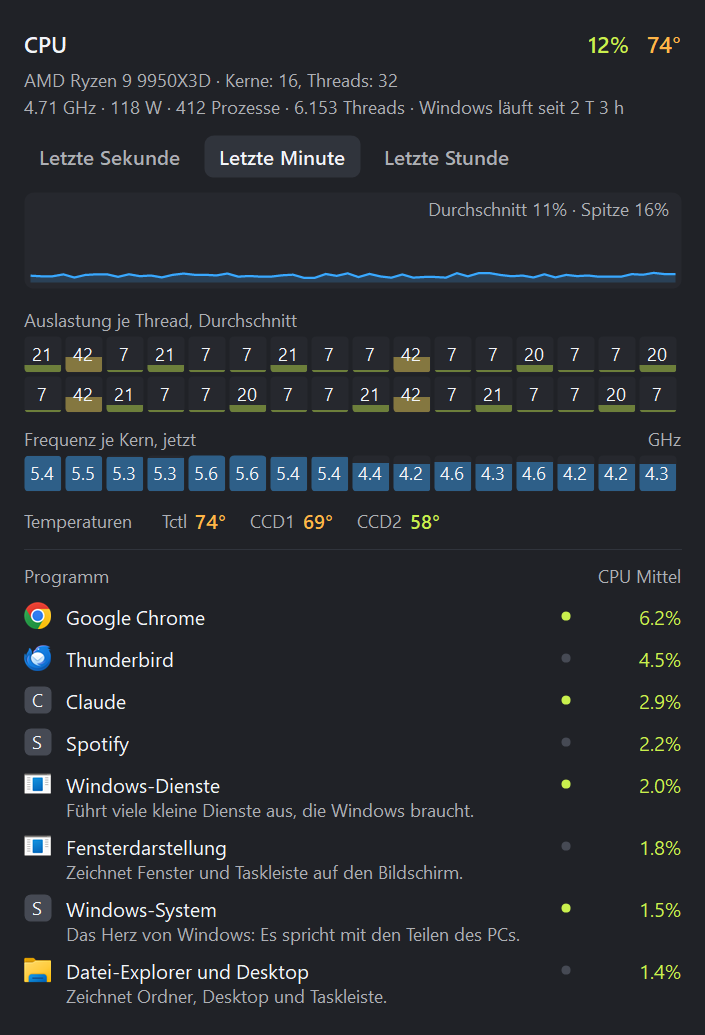 CPU 12% 74°
AMD Ryzen 9 9950X3D · Kerne: 16, Threads: 32
4.71 GHz · 118 W · 412 Prozesse · 6.153 Threads · Windows läuft seit 2 T 3 h
Letzte Sekunde Letzte Minute Letzte Stunde
Durchschnitt 11% · Spitze 16%
Auslastung je Thread, Durchschnitt
21 42 7 21 7 7 21 7 7 42 7 7 20 7 7 20
7 42 21 7 7 20 7 7 21 42 7 21 7 7 20 7
Frequenz je Kern, jetzt GHz
5.4 5.5 5.3 5.3 5.6 5.6 5.4 5.4 4.4 4.2 4.6 4.3 4.6 4.2 4.2 4.3
Temperaturen Tctl 74° CCD1 69° CCD2 58°
Programm CPU Mittel
Google Chrome 6.2%
Thunderbird 4.5%
C Claude 2.9%
S Spotify 2.2%
Windows-Dienste 2.0%
Führt viele kleine Dienste aus, die Windows braucht.
Fensterdarstellung 1.8%
Zeichnet Fenster und Taskleiste auf den Bildschirm.
S Windows-System 1.5%
Das Herz von Windows: Es spricht mit den Teilen des PCs.
Datei-Explorer und Desktop 1.4%
Zeichnet Ordner, Desktop und Taskleiste.